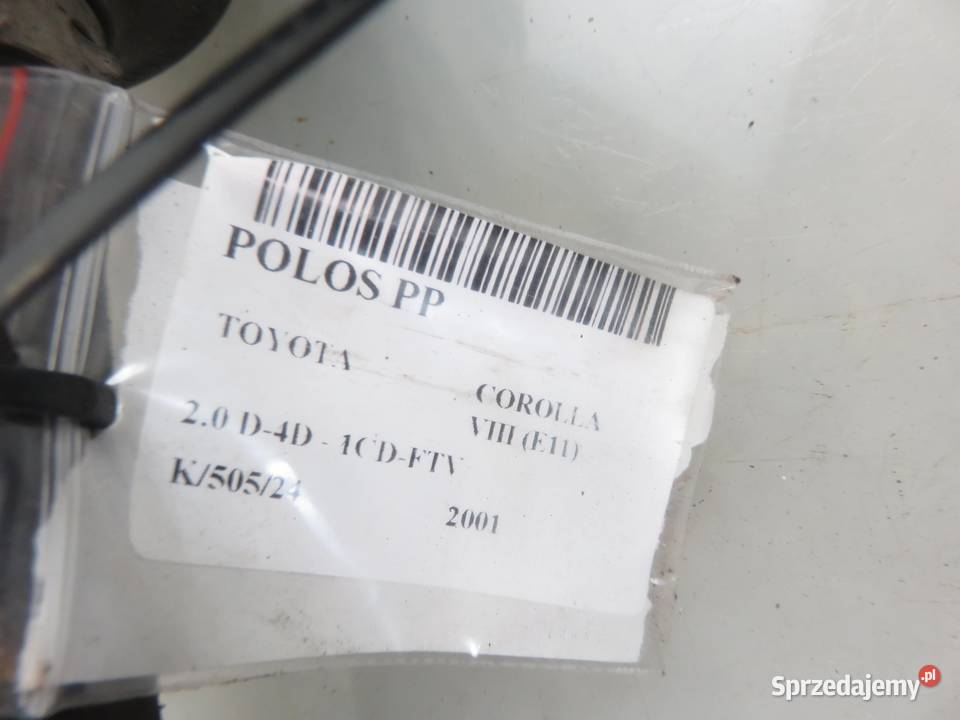 POLOS PP
TOYOTA
COROLLA
VIII (E11)
2.0 D-4D - 1CD-FTV
K/505/24
2001
Sprzedajemy.pl